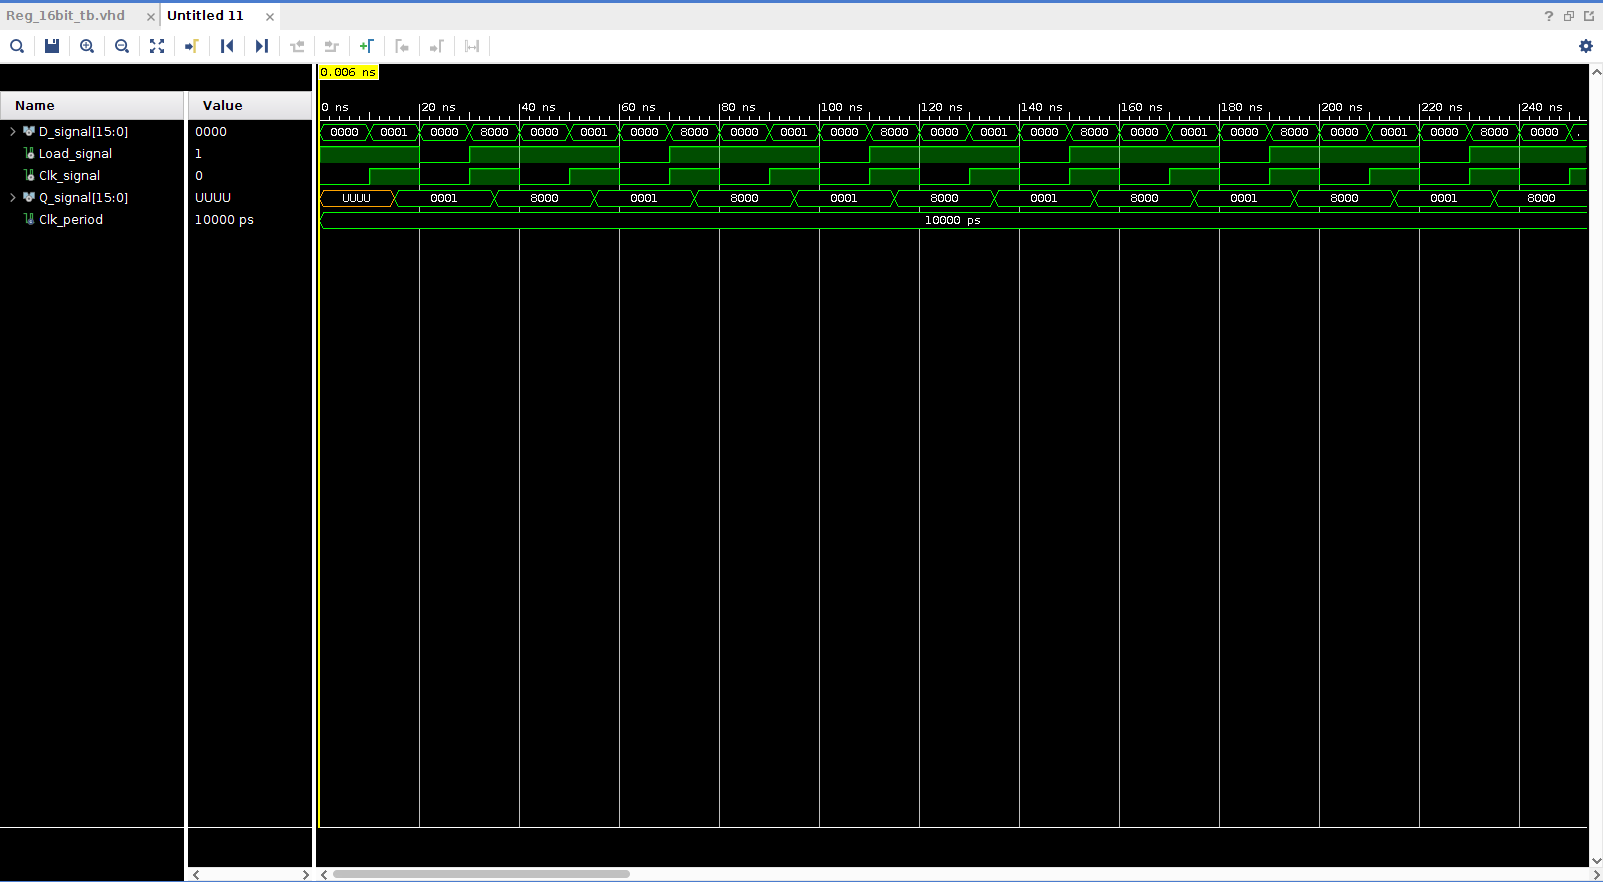 Reg_16bit_tb.vhd × Untitled 11 × ?
0.006 ns
Name Value 0 ns 20 ns 40 ns 60 ns 80 ns 100 ns 120 ns 140 ns 160 ns 180 ns 200 ns 220 ns 240 ns
D_signal[15:0] 0000 0000 0001 0000 8000 0000 0001 0000 8000 0000 0001 0000 8000 0000 0001 0000 8000 0000 0001 0000 8000 0000 0001 0000 8000 0000 .
Load_signal 1
Clk_signal 0
Q_signal[15:0] UUUU UUUU 0001 8000 0001 8000 0001 8000 0001 8000 0001 8000 0001 8000
Clk_period 10000 ps 10000 ps